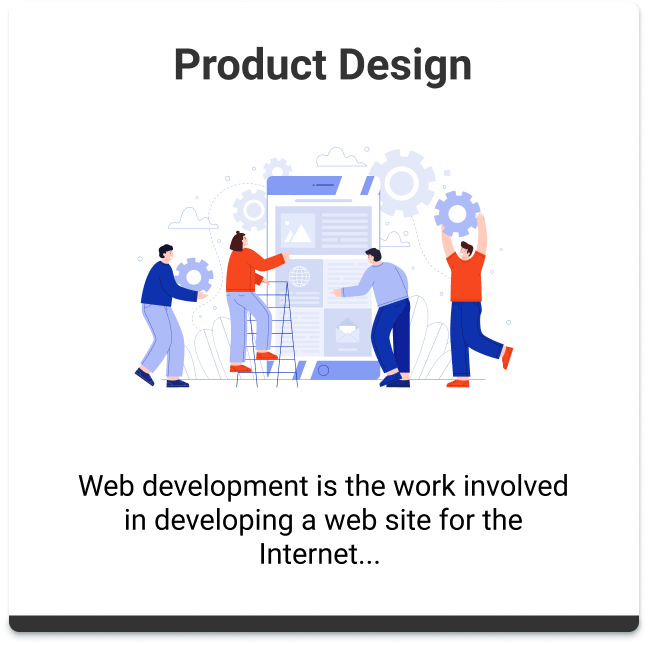 Product Design
Web development is the work involved
in developing a web site for the
Internet...